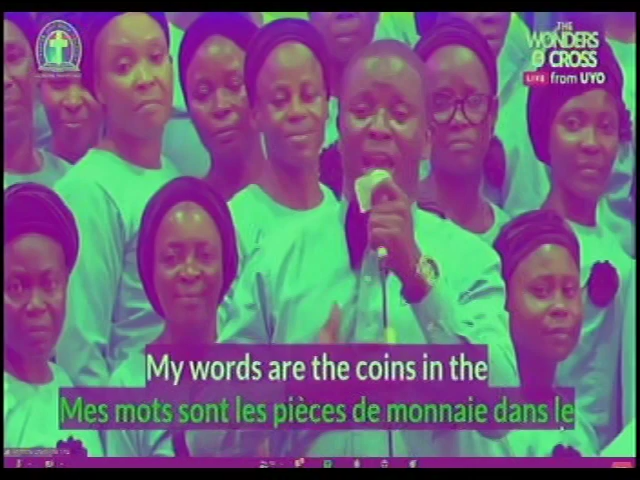 THE
WONDERS
CROSS
LIVE from UYO
My words are the coins in the
Mes mots sont les pièces de monnaie dans le